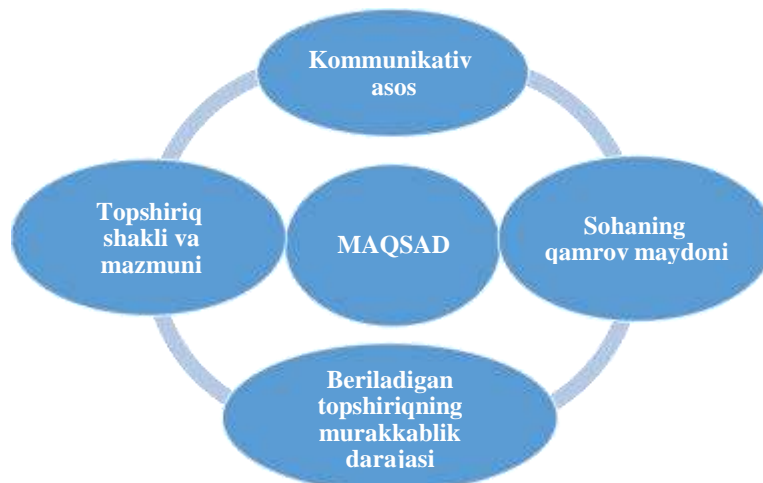 Kommunikativ
asos
Topshiriq
shakli va
mazmuni
MAQSAD
Sohaning
qamrov maydoni
Beriladigan
topshiriqning
murakkablik
darajasi